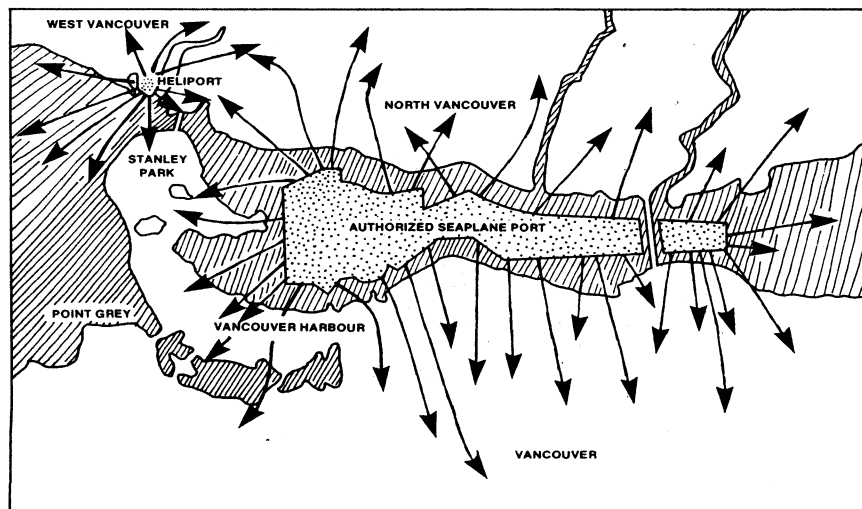 WEST VANCOUVER
HELIPORT
NORTH VANCOUVER
STANLEY
PARK
AUTHORIZED SEAPLANE PORT
POINT GREY
VANCOUVER HARBOUR
VANCOUVER